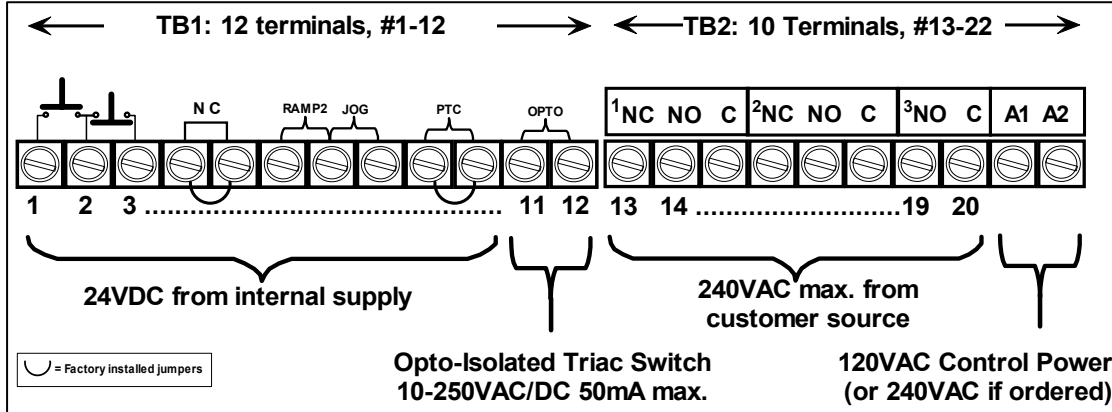 TB1: 12 terminals, #1-12 TB2: 10 Terminals, #13-22
N C RAMP2 JOG PTC OPTO ¹NC NO C ²NC NO C ³NO C A1 A2
1 2 3 ........................................................ 11 12 13 14 ........................... 19 20
24VDC from internal supply
240VAC max. from
customer source
Opto-Isolated Triac Switch
10-250VAC/DC 50mA max.
120VAC Control Power
(or 240VAC if ordered)
= Factory installed jumpers